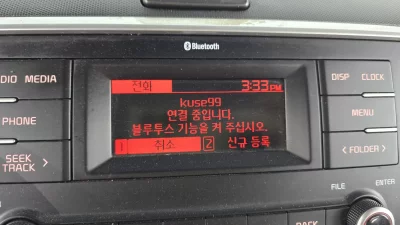 Bluetooth
DIO MEDIA
PHONE
SEEK
TRACK >
전화 3:33PM
kuse99
연결 중입니다.
블루투스 기능을 켜 주십시오.
1 취소 2 신규 등록
DISP CLOCK
MENU
< FOLDER >
FILE
ENTER